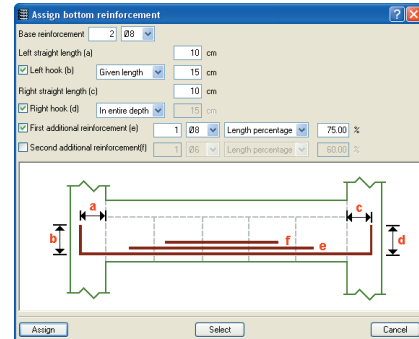 Assign bottom reinforcement
Base reinforcement 2 Ø8
Left straight length (a) 10 cm
Left hook (b) Given length 15 cm
Right straight length (c) 10 cm
Right hook (d) In entire depth 15 cm
First additional reinforcement (e) 1 Ø8 Length percentage 75.00 %
Second additional reinforcement(f) 1 Ø6 Length percentage 60.00 %
a c
b f d
e
Assign Select Cancel